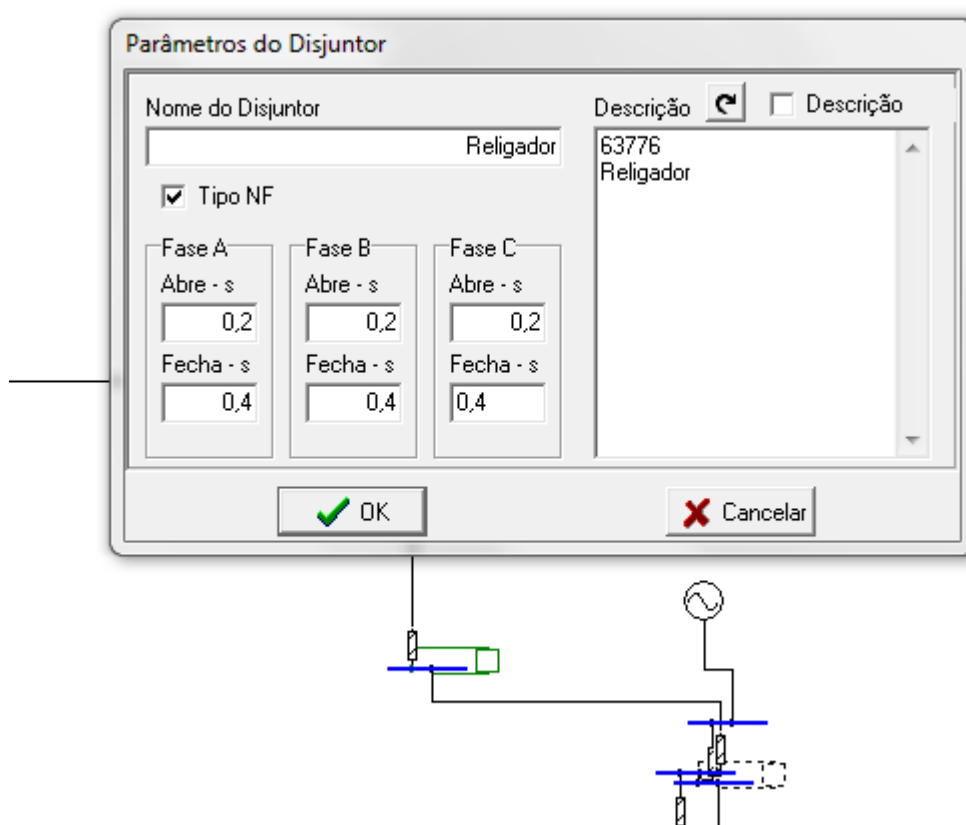 Parâmetros do Disjuntor
Nome do Disjuntor
Religador
Tipo NF
Descrição
Descrição
63776
Religador
Fase A
Fase B
Fase C
Abre - s
Abre - s
Abre - s
0,2
0,2
0,2
Fecha - s
Fecha - s
Fecha - s
0,4
0,4
0,4
OK
Cancelar